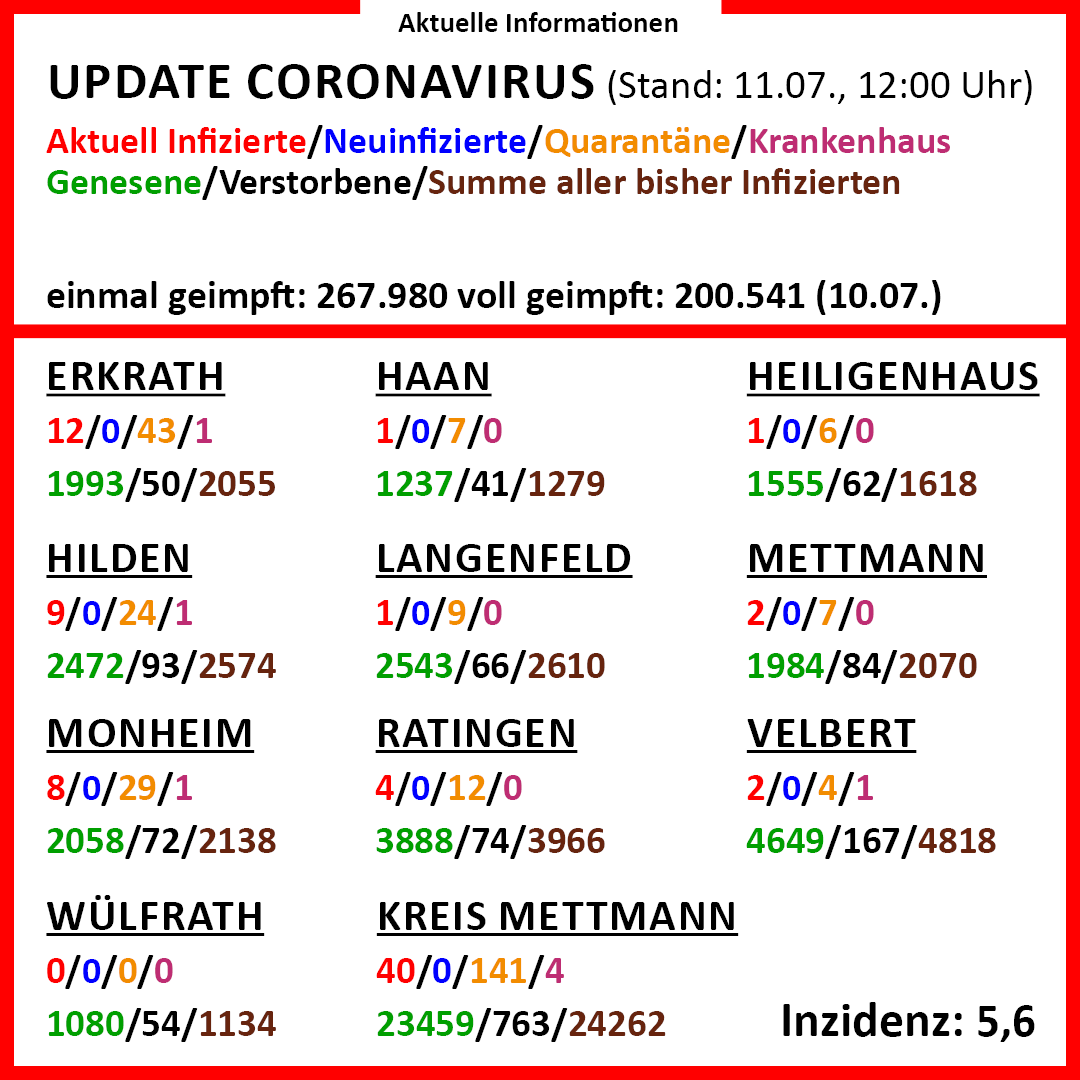 Aktuelle Informationen
UPDATE CORONAVIRUS (Stand: 11.07., 12:00 Uhr)
Aktuell Infizierte/Neuinfizierte/Quarantäne/Krankenhaus
Genesene/Verstorbene/Summe aller bisher Infizierten
einmal geimpft: 267.980 voll geimpft: 200.541 (10.07.)
ERKRATH
12/0/43/1
1993/50/2055
HAAN
1/0/7/0
1237/41/1279
HEILIGENHAUS
1/0/6/0
1555/62/1618
HILDEN
9/0/24/1
2472/93/2574
LANGENFELD
1/0/9/0
2543/66/2610
METTMANN
2/0/7/0
1984/84/2070
MONHEIM
8/0/29/1
2058/72/2138
RATINGEN
4/0/12/0
3888/74/3966
VELBERT
2/0/4/1
4649/167/4818
WÜLFRATH
0/0/0/0
1080/54/1134
KREIS METTMANN
40/0/141/4
23459/763/24262
Inzidenz: 5,6